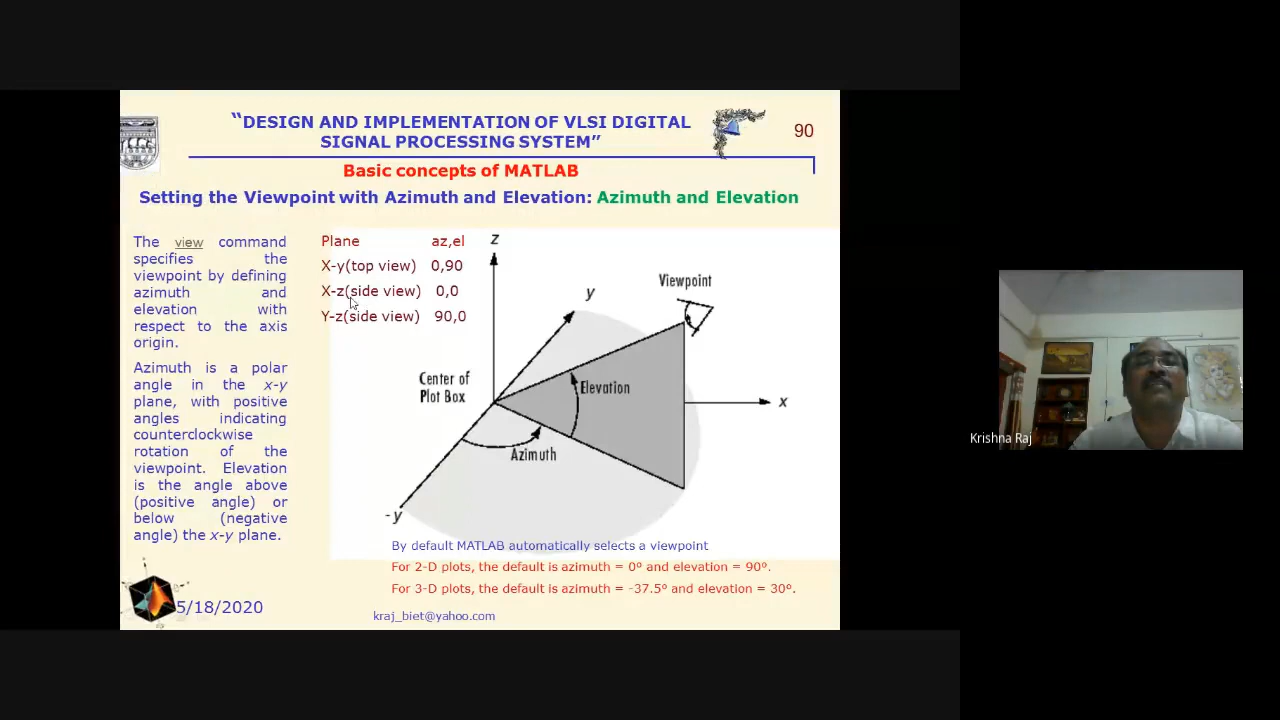 “DESIGN AND IMPLEMENTATION OF VLSI DIGITAL
SIGNAL PROCESSING SYSTEM”
90
Basic concepts of MATLAB
Setting the Viewpoint with Azimuth and Elevation: Azimuth and Elevation
The view command
specifies the
viewpoint by defining
azimuth and
elevation with
respect to the axis
origin.
Azimuth is a polar
angle in the x-y
plane, with positive
angles indicating
counterclockwise
rotation of the
viewpoint. Elevation
is the angle above
(positive angle) or
below (negative
angle) the x-y plane.
Plane az,el
X-y(top view) 0,90
X-z(side view) 0,0
Y-z(side view) 90,0
z
y
Viewpoint
Center of
Plot Box
Elevation
x
Azimuth
-y
By default MATLAB automatically selects a viewpoint
For 2-D plots, the default is azimuth = 0º and elevation = 90º.
For 3-D plots, the default is azimuth = -37.5º and elevation = 30º.
5/18/2020
kraj_biet@yahoo.com
Krishna Raj